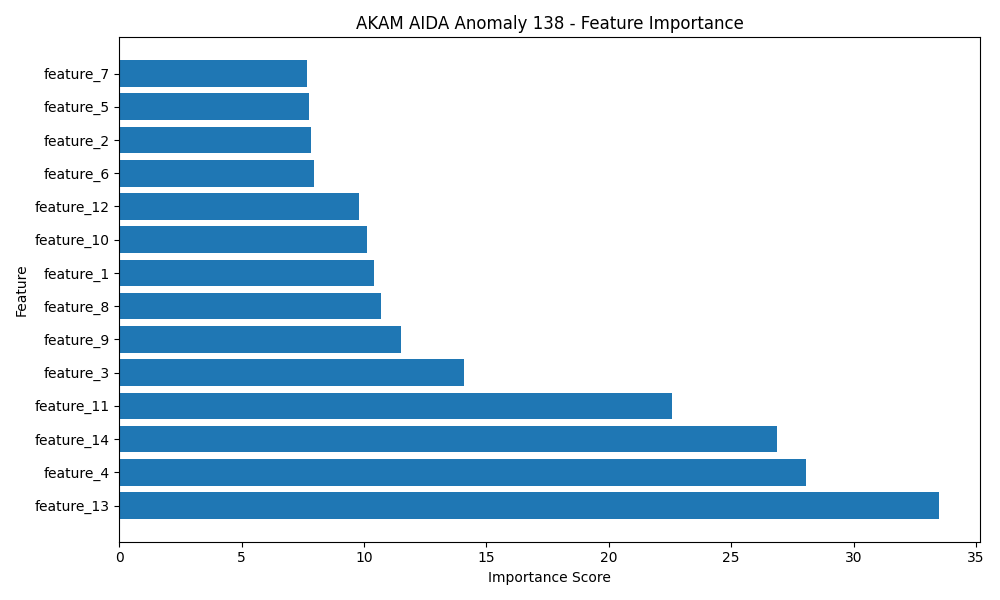 AKAM AIDA Anomaly 138 - Feature Importance
feature_7
feature_5
feature_2
feature_6
feature_12
feature_10
feature_1
feature_8
feature_9
feature_3
feature_11
feature_14
feature_4
feature_13
Feature
0 5 10 15 20 25 30 35
Importance Score